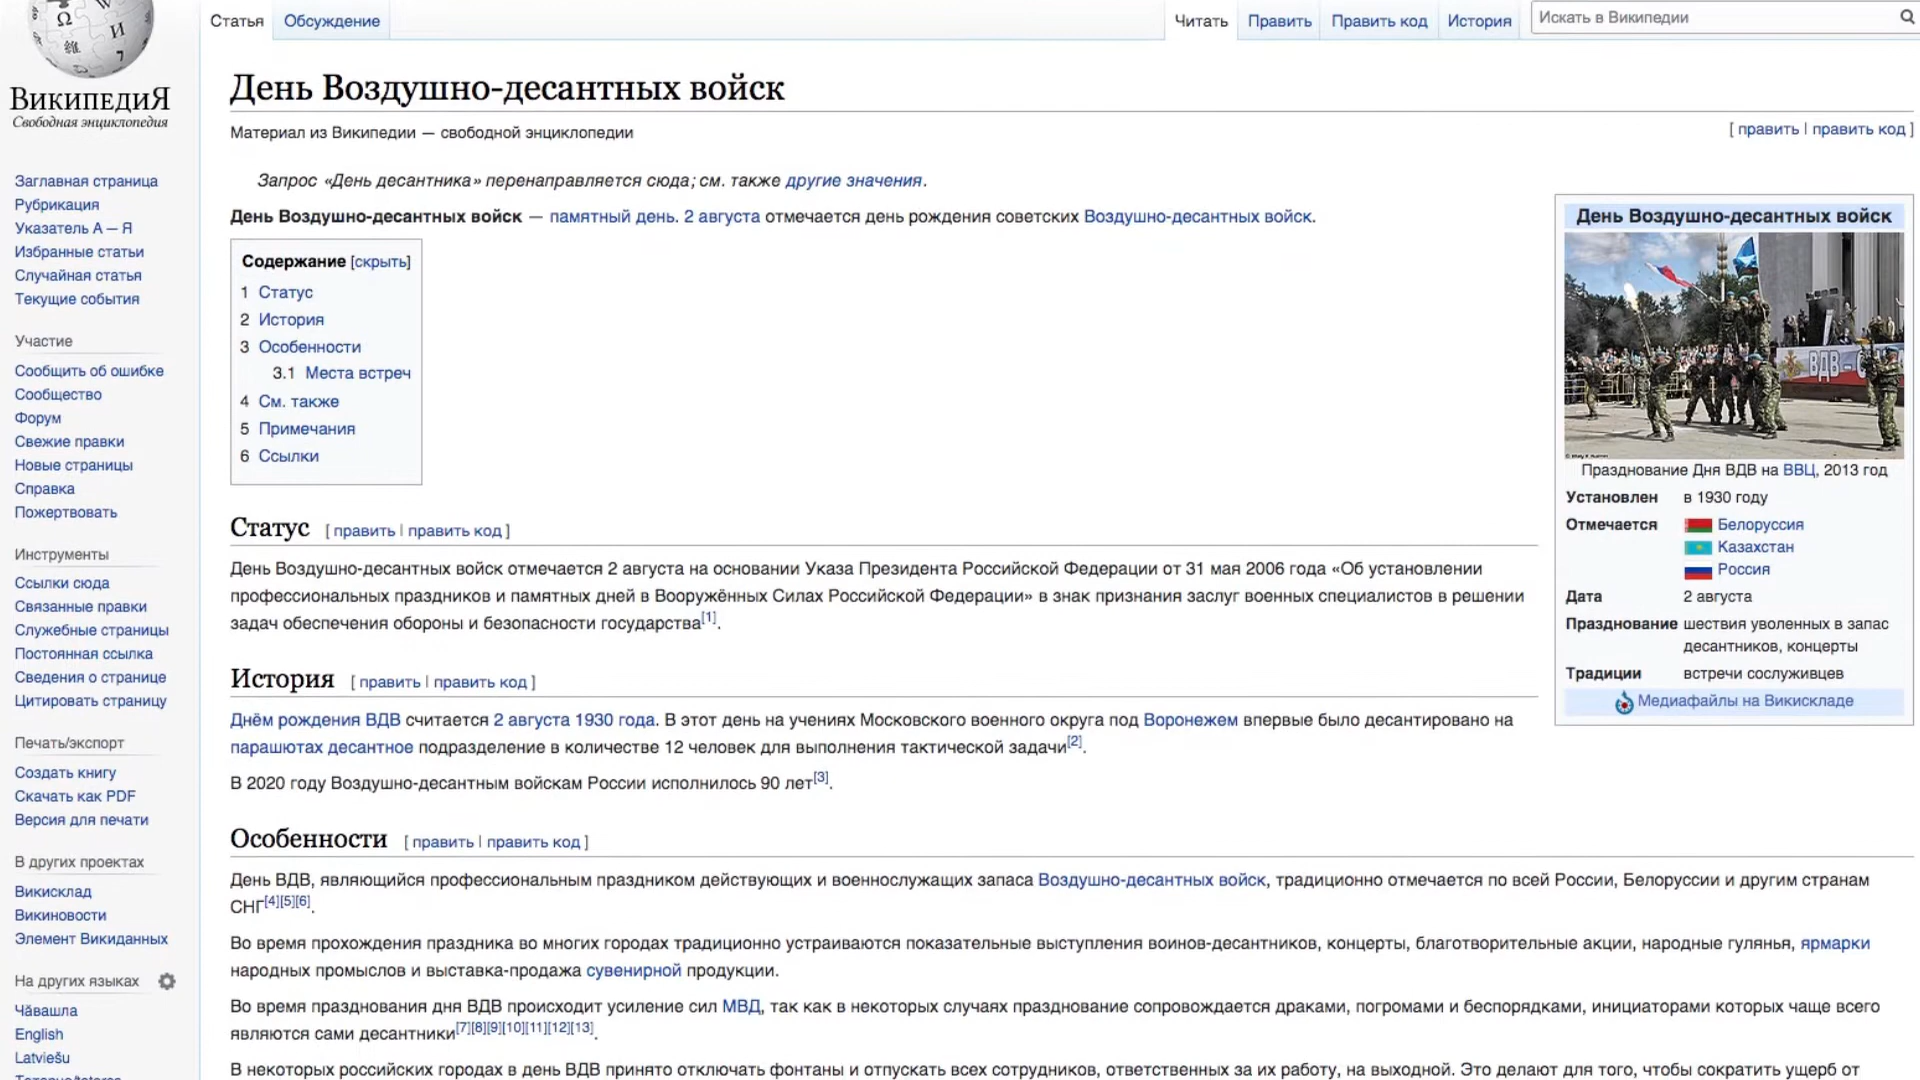 Статья
Обсуждение
Читать
Править
Править код
История
Искать в Википедии
ВИКИПЕДИЯ
Свободная энциклопедия
Заглавная страница
Рубрикация
Указатель А — Я
Избранные статьи
Случайная статья
Текущие события
Участие
Сообщить об ошибке
Сообщество
Форум
Свежие правки
Новые страницы
Справка
Пожертвовать
Инструменты
Ссылки сюда
Связанные правки
Служебные страницы
Постоянная ссылка
Сведения о странице
Цитировать страницу
Печать/экспорт
Создать книгу
Скачать как PDF
Версия для печати
В других проектах
Викисклад
Викиновости
Элемент Викиданных
На других языках
Чӑвашла
English
Latviešu
День Воздушно-десантных войск
Материал из Википедии — свободной энциклопедии
[ править | править код ]
Запрос «День десантника» перенаправляется сюда; см. также другие значения.
День Воздушно-десантных войск — памятный день. 2 августа отмечается день рождения советских Воздушно-десантных войск.
Содержание [скрыть]
1 Статус
2 История
3 Особенности
3.1 Места встреч
4 См. также
5 Примечания
6 Ссылки
День Воздушно-десантных войск
ВДВ
Празднование Дня ВДВ на ВВЦ, 2013 год
Установлен в 1930 году
Отмечается Белоруссия
Казахстан
Россия
Дата 2 августа
Празднование шествия уволенных в запас
десантников, концерты
Традиции встречи сослуживцев
Медиафайлы на Викискладе
Статус [ править | править код ]
День Воздушно-десантных войск отмечается 2 августа на основании Указа Президента Российской Федерации от 31 мая 2006 года «Об установлении
профессиональных праздников и памятных дней в Вооружённых Силах Российской Федерации» в знак признания заслуг военных специалистов в решении
задач обеспечения обороны и безопасности государства[1].
История [ править | править код ]
Днём рождения ВДВ считается 2 августа 1930 года. В этот день на учениях Московского военного округа под Воронежем впервые было десантировано на
парашютах десантное подразделение в количестве 12 человек для выполнения тактической задачи[2].
В 2020 году Воздушно-десантным войскам России исполнилось 90 лет[3].
Особенности [ править | править код ]
День ВДВ, являющийся профессиональным праздником действующих и военнослужащих запаса Воздушно-десантных войск, традиционно отмечается по всей России, Белоруссии и другим странам
СНГ[4][5][6].
Во время прохождения праздника во многих городах традиционно устраиваются показательные выступления воинов-десантников, концерты, благотворительные акции, народные гулянья, ярмарки
народных промыслов и выставка-продажа сувенирной продукции.
Во время празднования дня ВДВ происходит усиление сил МВД, так как в некоторых случаях празднование сопровождается драками, погромами и беспорядками, инициаторами которых чаще всего
являются сами десантники[7][8][9][10][11][12][13].
В некоторых российских городах в день ВДВ принято отключать фонтаны и отпускать всех сотрудников, ответственных за их работу, на выходной. Это делают для того, чтобы сократить ущерб от